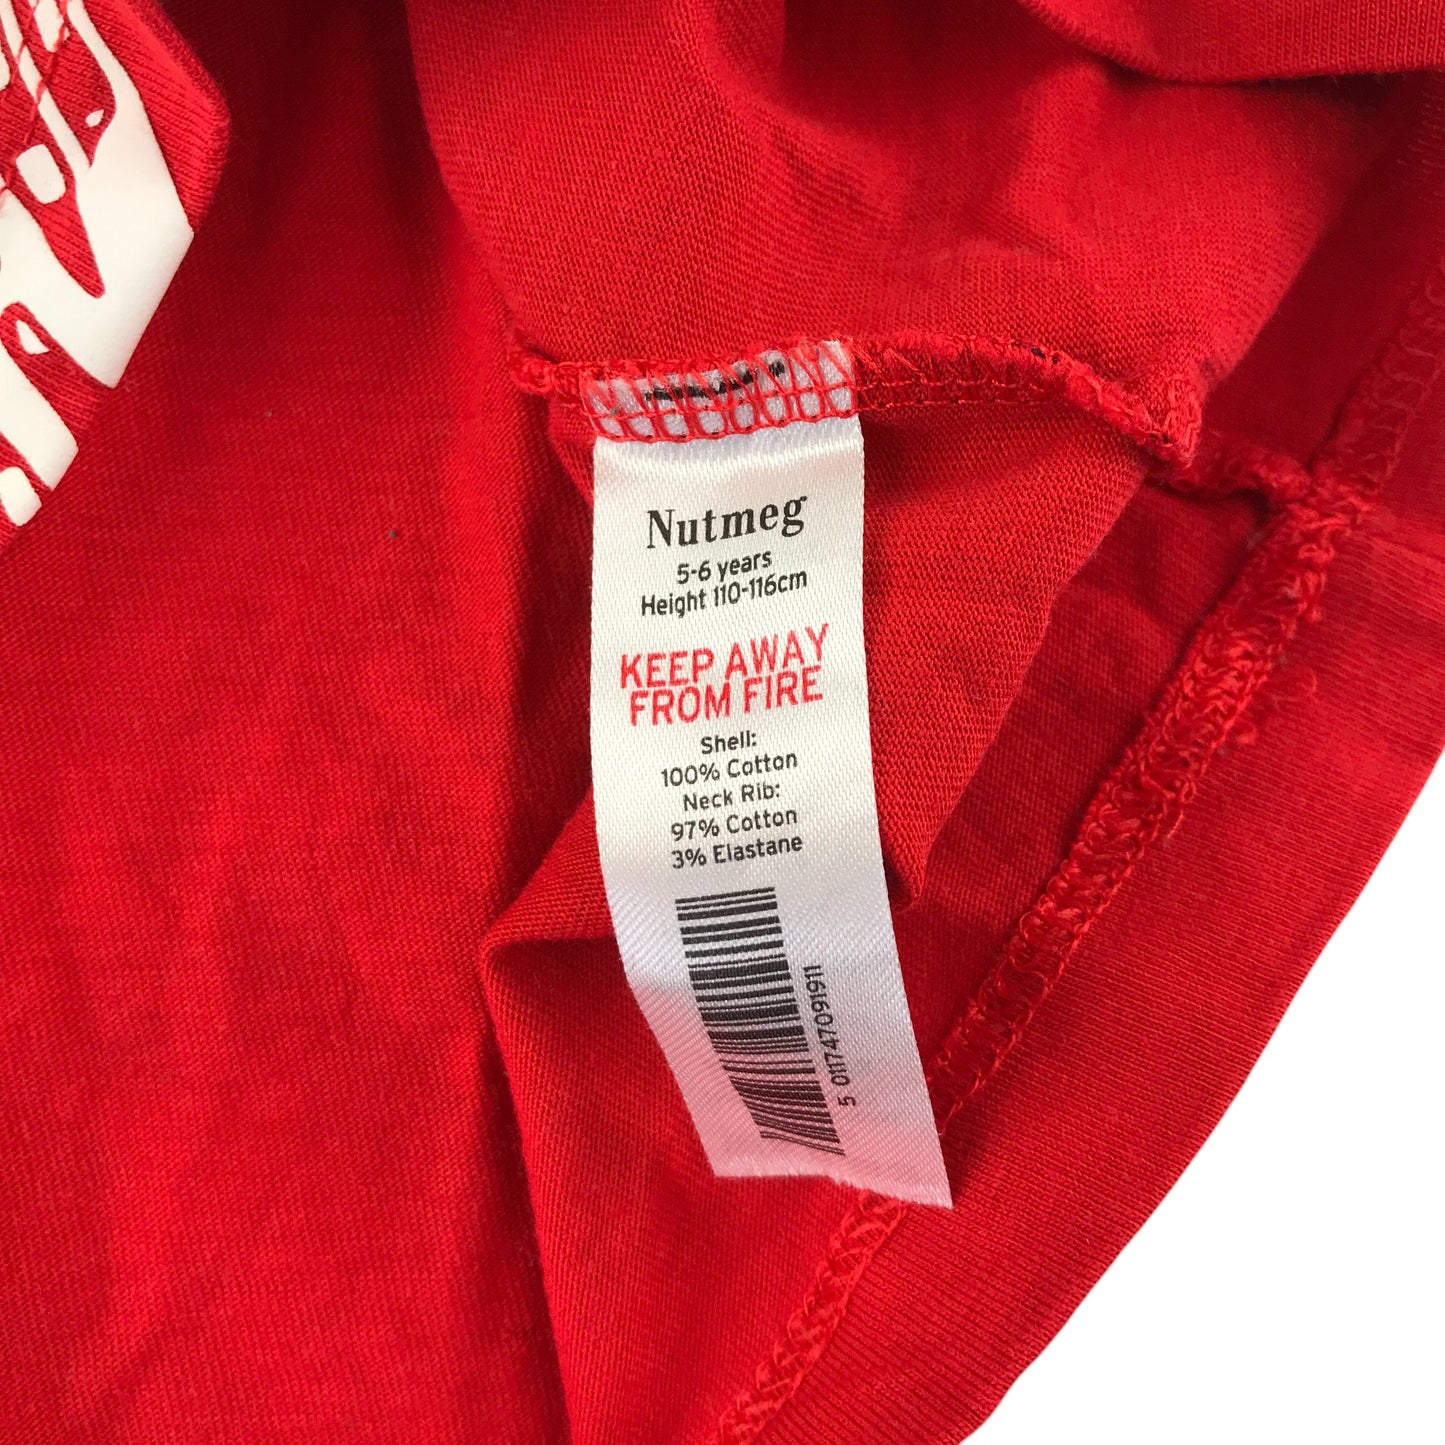 Nutmeg
5-6 years
Height 110-116cm
KEEP AWAY
FROM FIRE
Shell:
100% Cotton
Neck Rib:
97% Cotton
3% Elastane
5 011747091911